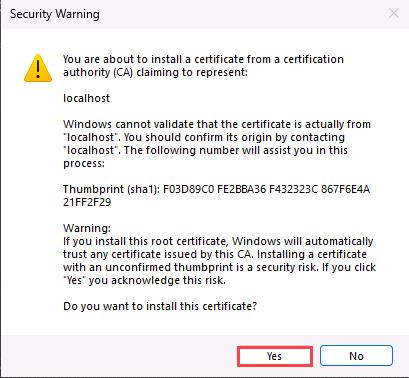 Security Warning
You are about to install a certificate from a certification
authority (CA) claiming to represent:
localhost
Windows cannot validate that the certificate is actually from
"localhost". You should confirm its origin by contacting
"localhost". The following number will assist you in this
process:
Thumbprint (sha1): F03D89C0 FE2BBA36 F432323C 867F6E4A
21FF2F29
Warning:
If you install this root certificate, Windows will automatically
trust any certificate issued by this CA. Installing a certificate
with an unconfirmed thumbprint is a security risk. If you click
"Yes" you acknowledge this risk.
Do you want to install this certificate?
Yes No